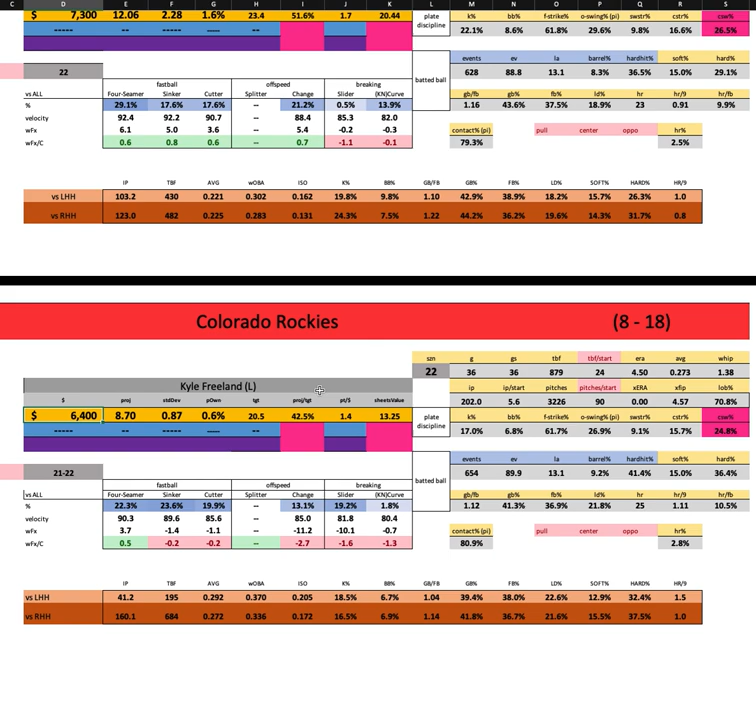 C D E F G H I J K L M N O P Q R S
$ 7,300 12.06 2.28 1.6% 23.4 51.6% 1.7 20.44 plate discipline k% bb% f-strike% o-swing% (pi) swstr% cstr% csw%
----- -- ----- ----- -- 22.1% 8.6% 61.8% 29.6% 9.8% 16.6% 26.5%
events ev la barrel% hardhit% soft% hard%
22 batted ball 628 88.8 13.1 8.3% 36.5% 15.0% 29.1%
fastball offspeed breaking
vs ALL Four-Seamer Sinker Cutter Splitter Change Slider (KN)Curve gb/fb gb% fb% ld% hr hr/9 hr/fb
% 29.1% 17.6% 17.6% -- 21.2% 0.5% 13.9% 1.16 43.6% 37.5% 18.9% 23 0.91 9.9%
velocity 92.4 92.2 90.7 88.4 85.3 82.0
wFx 6.1 5.0 3.6 5.4 -0.2 -0.3 contact% (pi) pull center oppo hr%
wFx/C 0.6 0.8 0.6 -- 0.7 -1.1 -0.1 79.3% 2.5%
IP TBF AVG wOBA ISO K% BB% GB/FB GB% FB% LD% SOFT% HARD% HR/9
vs LHH 103.2 430 0.221 0.302 0.162 19.8% 9.8% 1.10 42.9% 38.9% 18.2% 15.7% 26.3% 1.0
vs RHH 123.0 482 0.225 0.283 0.131 24.3% 7.5% 1.22 44.2% 36.2% 19.6% 14.3% 31.7% 0.8
Colorado Rockies (8 - 18)
szn g gs tbf tbf/start era avg whip
22 36 36 879 24 4.50 0.273 1.38
Kyle Freeland (L) ip ip/start pitches pitches/start xERA xfip lob%
$ proj stdDev pOwn tgt proj/tgt pt/$ sheetsValue 202.0 5.6 3226 90 0.00 4.57 70.8%
$ 6,400 8.70 0.87 0.6% 20.5 42.5% 1.4 13.25 plate discipline k% bb% f-strike% o-swing% (pi) swstr% cstr% csw%
----- -- ----- ----- -- 17.0% 6.8% 61.7% 26.9% 9.1% 15.7% 24.8%
events ev la barrel% hardhit% soft% hard%
21-22 batted ball 654 89.9 13.1 9.2% 41.4% 15.0% 36.4%
fastball offspeed breaking
vs ALL Four-Seamer Sinker Cutter Splitter Change Slider (KN)Curve gb/fb gb% fb% ld% hr hr/9 hr/fb
% 22.3% 23.6% 19.9% -- 13.1% 19.2% 1.8% 1.12 41.3% 36.9% 21.8% 25 1.11 10.5%
velocity 90.3 89.6 85.6 85.0 81.8 80.4
wFx 3.7 -1.4 -1.1 -11.2 -10.1 -0.7 contact% (pi) pull center oppo hr%
wFx/C 0.5 -0.2 -0.2 -- -2.7 -1.6 -1.3 80.9% 2.8%
IP TBF AVG wOBA ISO K% BB% GB/FB GB% FB% LD% SOFT% HARD% HR/9
vs LHH 41.2 195 0.292 0.370 0.205 18.5% 6.7% 1.04 39.4% 38.0% 22.6% 12.9% 32.4% 1.5
vs RHH 160.1 684 0.272 0.336 0.172 16.5% 6.9% 1.14 41.8% 36.7% 21.6% 15.5% 37.5% 1.0